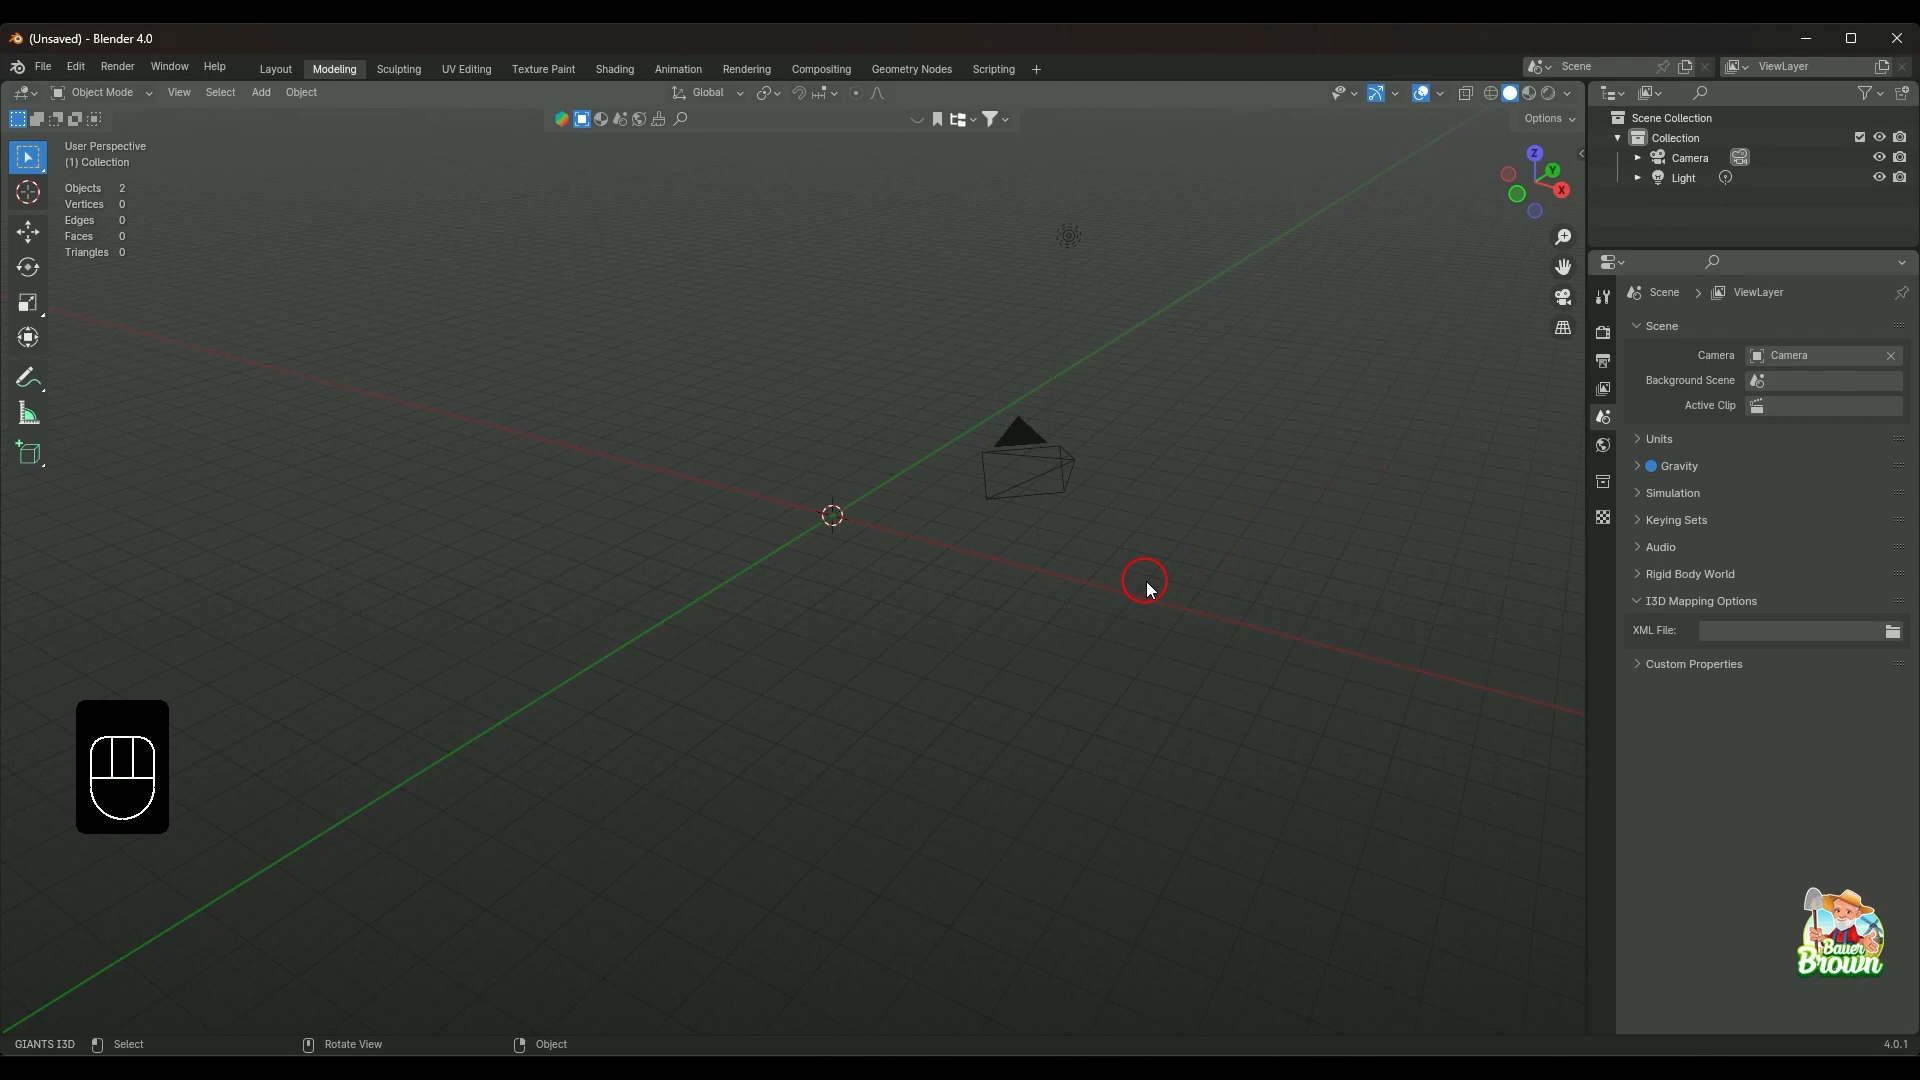 (Unsaved) - Blender 4.0
File Edit Render Window Help Layout Modeling Sculpting UV Editing Texture Paint Shading Animation Rendering Compositing Geometry Nodes Scripting + Scene ViewLayer
Object Mode View Select Add Object Global
Options
User Perspective
(1) Collection
Objects 2
Vertices 0
Edges 0
Faces 0
Triangles 0
Z
Y
X
Scene Collection
Collection
Camera
Light
Scene > ViewLayer
Scene
Camera Camera
Background Scene
Active Clip
Units
Gravity
Simulation
Keying Sets
Audio
Rigid Body World
I3D Mapping Options
XML File:
Custom Properties
Bauer
Brown
GIANTS I3D Select Rotate View Object 4.0.1